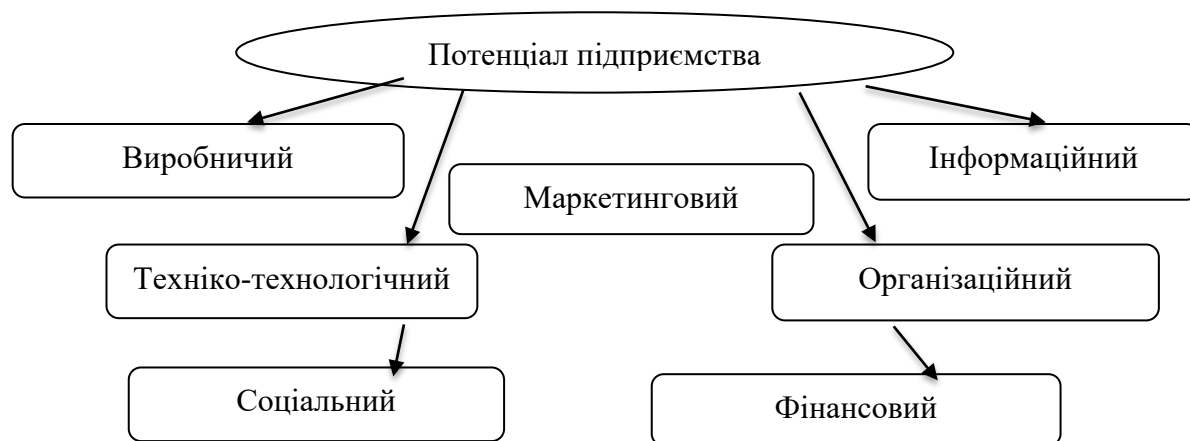 Потенціал підприємства
Виробничий
Інформаційний
Маркетинговий
Техніко-технологічний
Організаційний
Соціальний
Фінансовий